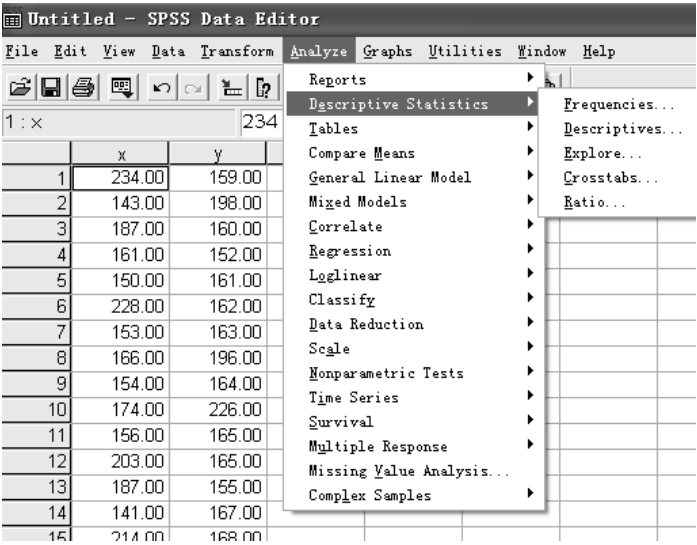 Untitled - SPSS Data Editor
File Edit View Data Transform Analyze Graphs Utilities Window Help
1 : x
234
x y
1 234.00 159.00
2 143.00 198.00
3 187.00 160.00
4 161.00 152.00
5 150.00 161.00
6 228.00 162.00
7 153.00 163.00
8 166.00 196.00
9 154.00 164.00
10 174.00 226.00
11 156.00 165.00
12 203.00 165.00
13 187.00 155.00
14 141.00 167.00
15 214.00 168.00
Reports
Descriptive Statistics
Tables
Compare Means
General Linear Model
Mixed Models
Correlate
Regression
Loglinear
Classify
Data Reduction
Scale
Nonparametric Tests
Time Series
Survival
Multiple Response
Missing Value Analysis...
Complex Samples
Frequencies...
Descriptives...
Explore...
Crosstabs...
Ratio...